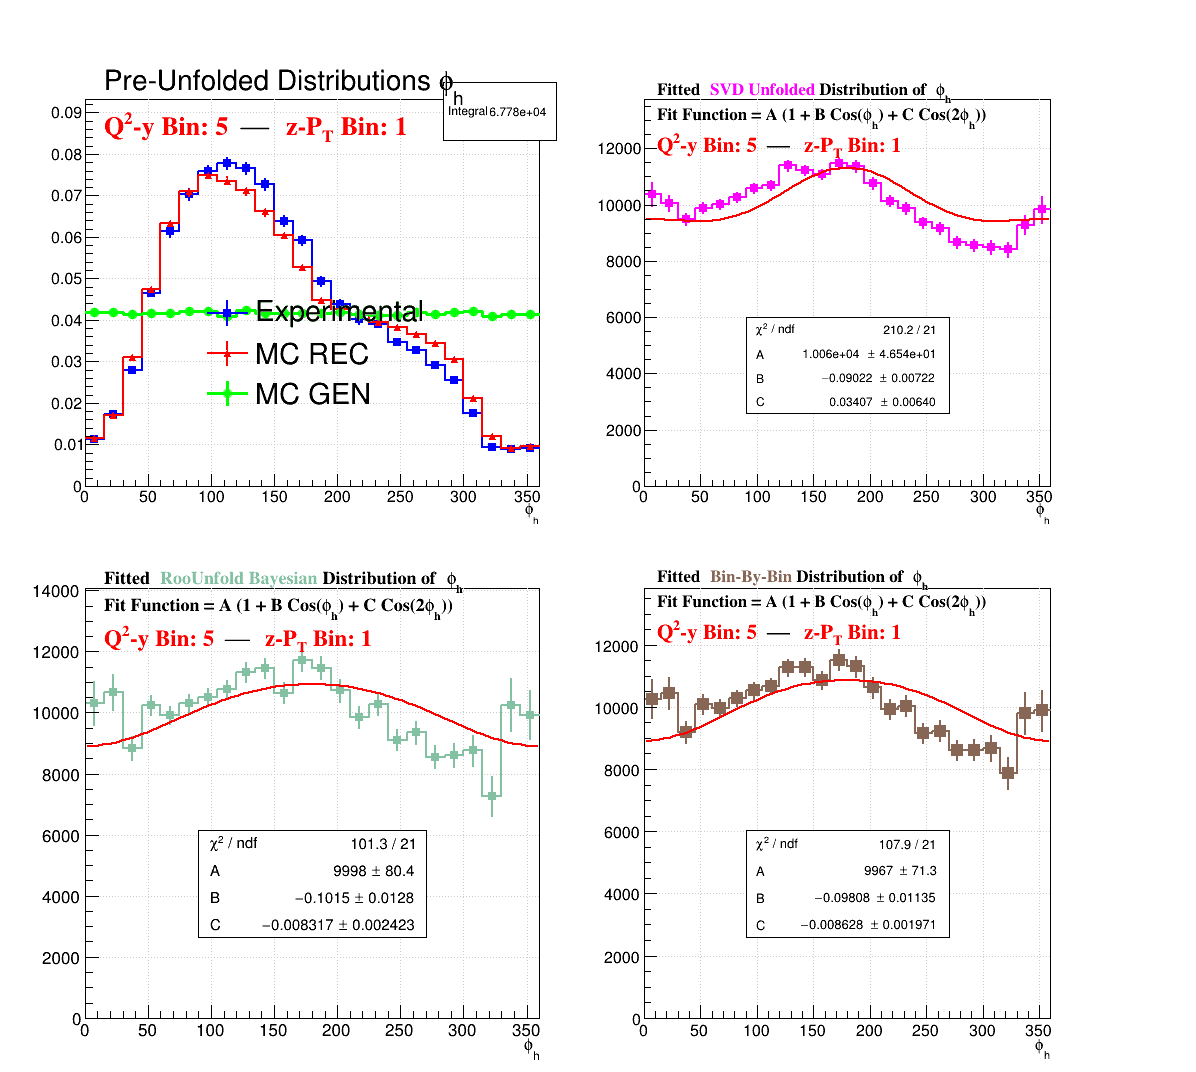 Pre-Unfolded Distributions ϕh
Integral 6.778e+04
Q²-y Bin: 5 — z-PT Bin: 1
0.09
0.08
0.07
0.06
0.05
0.04
0.03
0.02
0.01
0
Experimental
MC REC
MC GEN
0 50 100 150 200 250 300 350
ϕh
Fitted SVD Unfolded Distribution of ϕh
Fit Function = A (1 + B Cos(ϕh) + C Cos(2ϕh))
Q²-y Bin: 5 — z-PT Bin: 1
12000
10000
8000
6000
4000
2000
0
χ² / ndf 210.2 / 21
A 1.006e+04 ± 4.654e+01
B −0.09022 ± 0.00722
C 0.03407 ± 0.00640
0 50 100 150 200 250 300 350
ϕh
Fitted RooUnfold Bayesian Distribution of ϕh
Fit Function = A (1 + B Cos(ϕh) + C Cos(2ϕh))
Q²-y Bin: 5 — z-PT Bin: 1
14000
12000
10000
8000
6000
4000
2000
0
χ² / ndf 101.3 / 21
A 9998 ± 80.4
B −0.1015 ± 0.0128
C −0.008317 ± 0.002423
0 50 100 150 200 250 300 350
ϕh
Fitted Bin-By-Bin Distribution of ϕh
Fit Function = A (1 + B Cos(ϕh) + C Cos(2ϕh))
Q²-y Bin: 5 — z-PT Bin: 1
12000
10000
8000
6000
4000
2000
0
χ² / ndf 107.9 / 21
A 9967 ± 71.3
B −0.09808 ± 0.01135
C −0.008628 ± 0.001971
0 50 100 150 200 250 300 350
ϕh